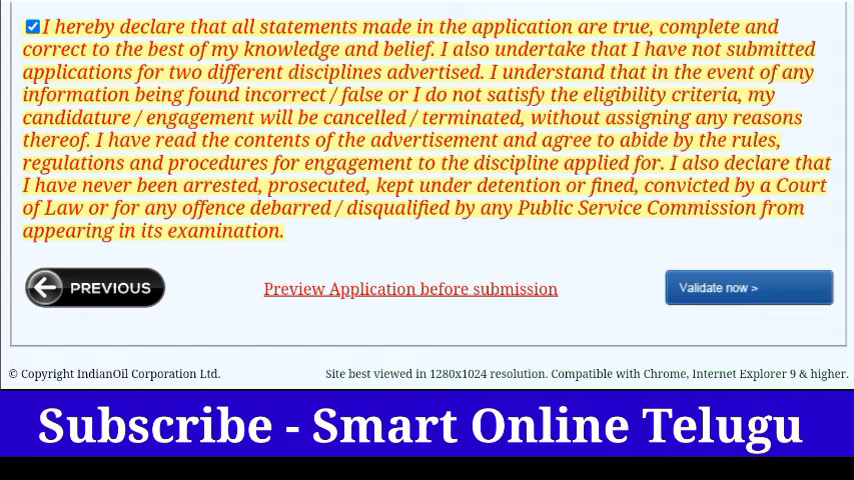 I hereby declare that all statements made in the application are true, complete and
correct to the best of my knowledge and belief. I also undertake that I have not submitted
applications for two different disciplines advertised. I understand that in the event of any
information being found incorrect / false or I do not satisfy the eligibility criteria, my
candidature / engagement will be cancelled / terminated, without assigning any reasons
thereof. I have read the contents of the advertisement and agree to abide by the rules,
regulations and procedures for engagement to the discipline applied for. I also declare that
I have never been arrested, prosecuted, kept under detention or fined, convicted by a Court
of Law or for any offence debarred / disqualified by any Public Service Commission from
appearing in its examination.
PREVIOUS
Preview Application before submission
Validate now >
© Copyright IndianOil Corporation Ltd.
Site best viewed in 1280x1024 resolution. Compatible with Chrome, Internet Explorer 9 & higher.
Subscribe - Smart Online Telugu